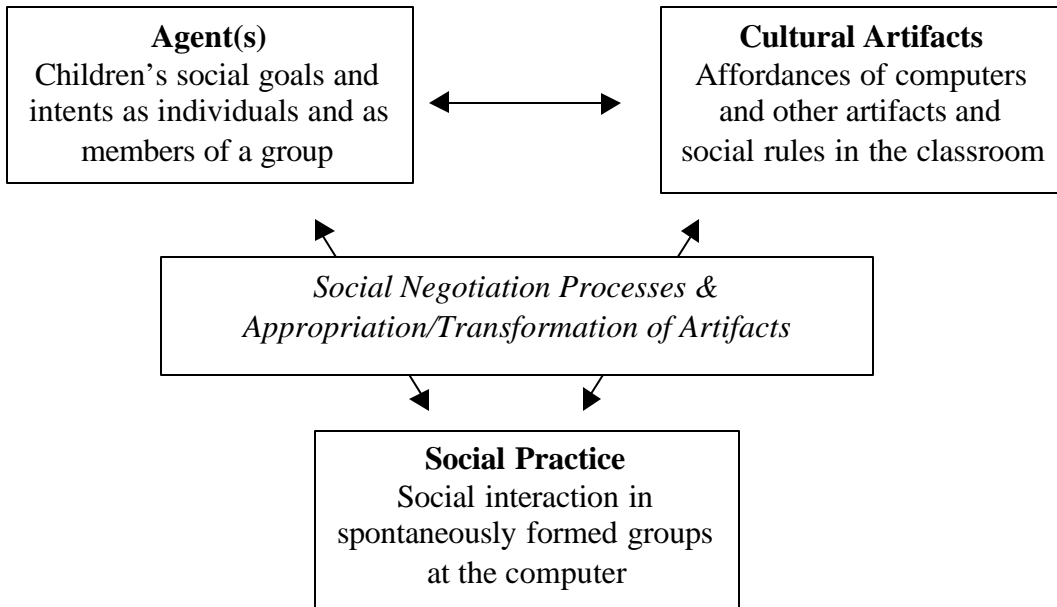 Agent(s)
Children’s social goals and
intents as individuals and as
members of a group
Cultural Artifacts
Affordances of computers
and other artifacts and
social rules in the classroom
Social Negotiation Processes &
Appropriation/Transformation of Artifacts
Social Practice
Social interaction in
spontaneously formed groups
at the computer